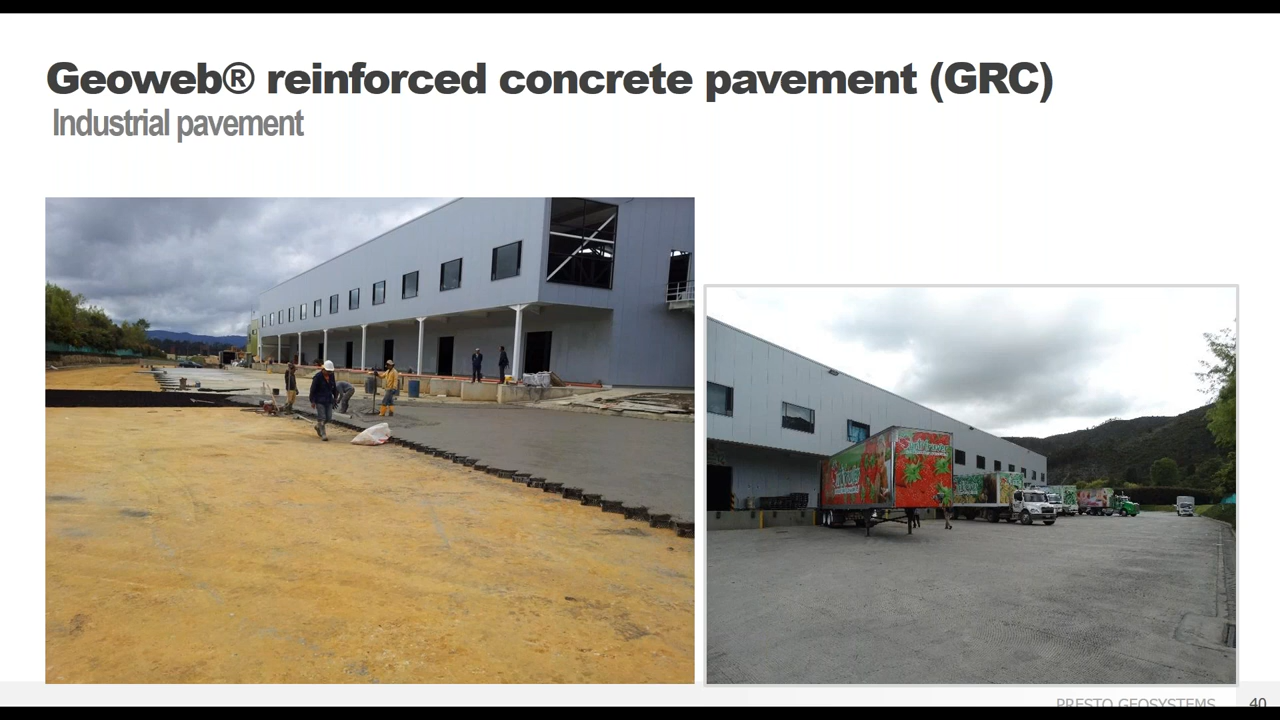 Geoweb® reinforced concrete pavement (GRC)
Industrial pavement
PRESTO GEOSYSTEMS
40